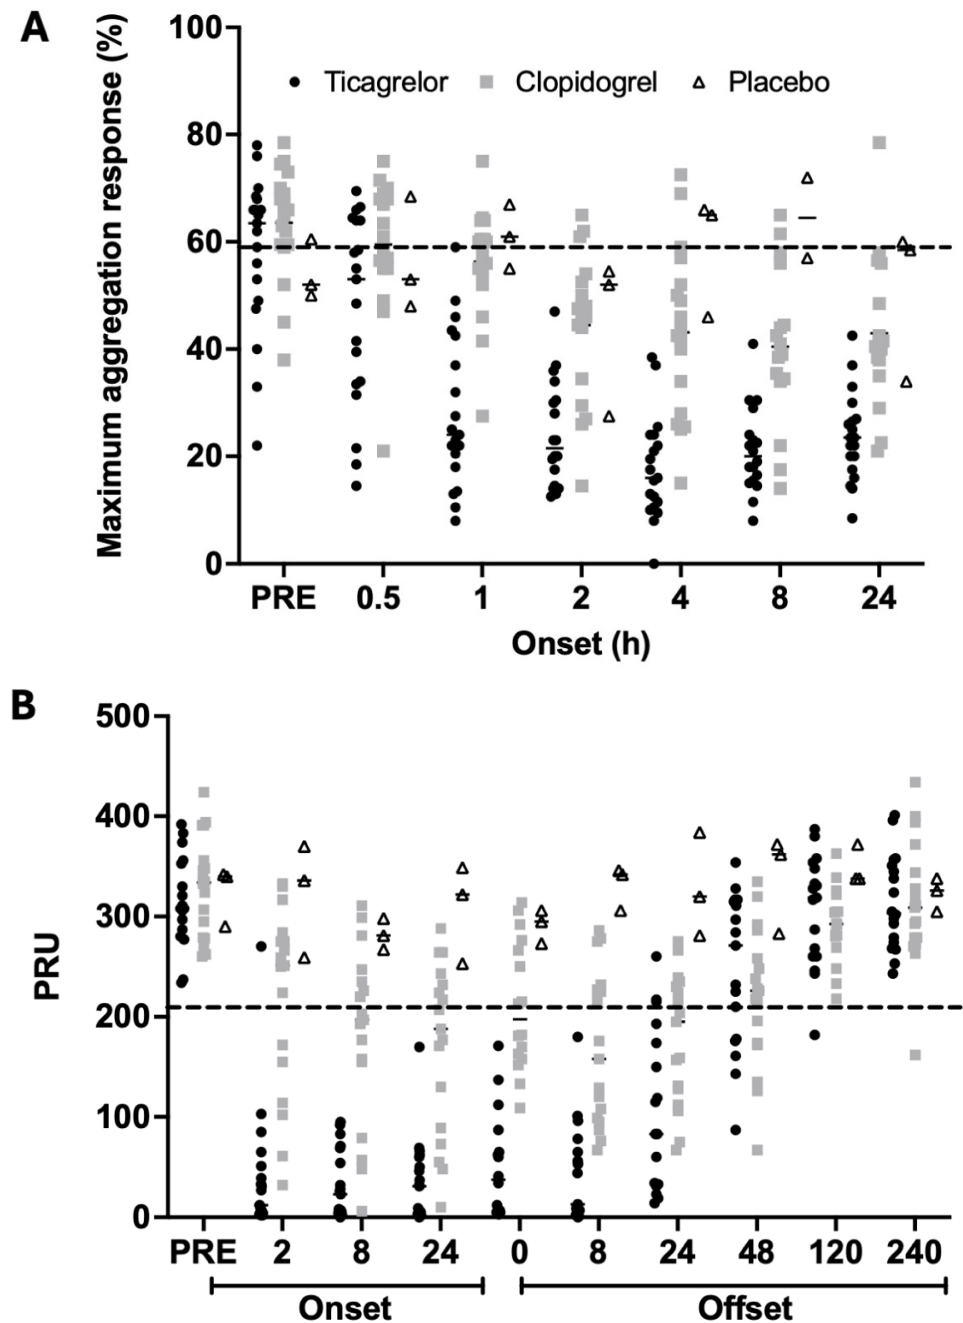 A
Maximum aggregation response (%)
100
80
60
40
20
0
Ticagrelor Clopidogrel Placebo
PRE 0.5 1 2 4 8 24
Onset (h)
B
PRU
500
400
300
200
100
0
PRE 2 8 24 0 8 24 48 120 240
Onset Offset